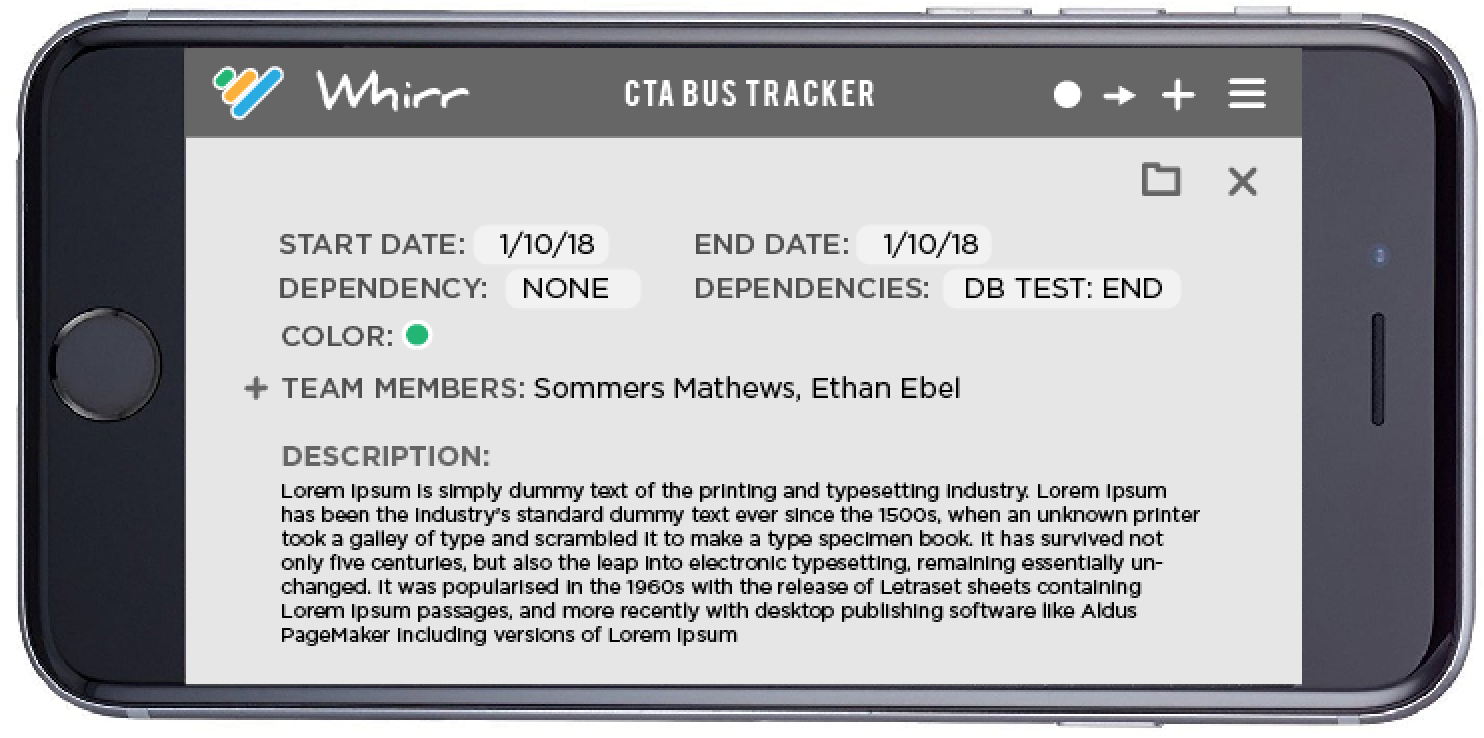 Whirr CTA BUS TRACKER
START DATE: 1/10/18 END DATE: 1/10/18
DEPENDENCY: NONE DEPENDENCIES: DB TEST: END
COLOR:
+ TEAM MEMBERS: Sommers Mathews, Ethan Ebel
DESCRIPTION:
Lorem Ipsum is simply dummy text of the printing and typesetting industry. Lorem Ipsum
has been the industry's standard dummy text ever since the 1500s, when an unknown printer
took a galley of type and scrambled it to make a type specimen book. It has survived not
only five centuries, but also the leap into electronic typesetting, remaining essentially un-
changed. It was popularised in the 1960s with the release of Letraset sheets containing
Lorem Ipsum passages, and more recently with desktop publishing software like Aldus
PageMaker including versions of Lorem Ipsum